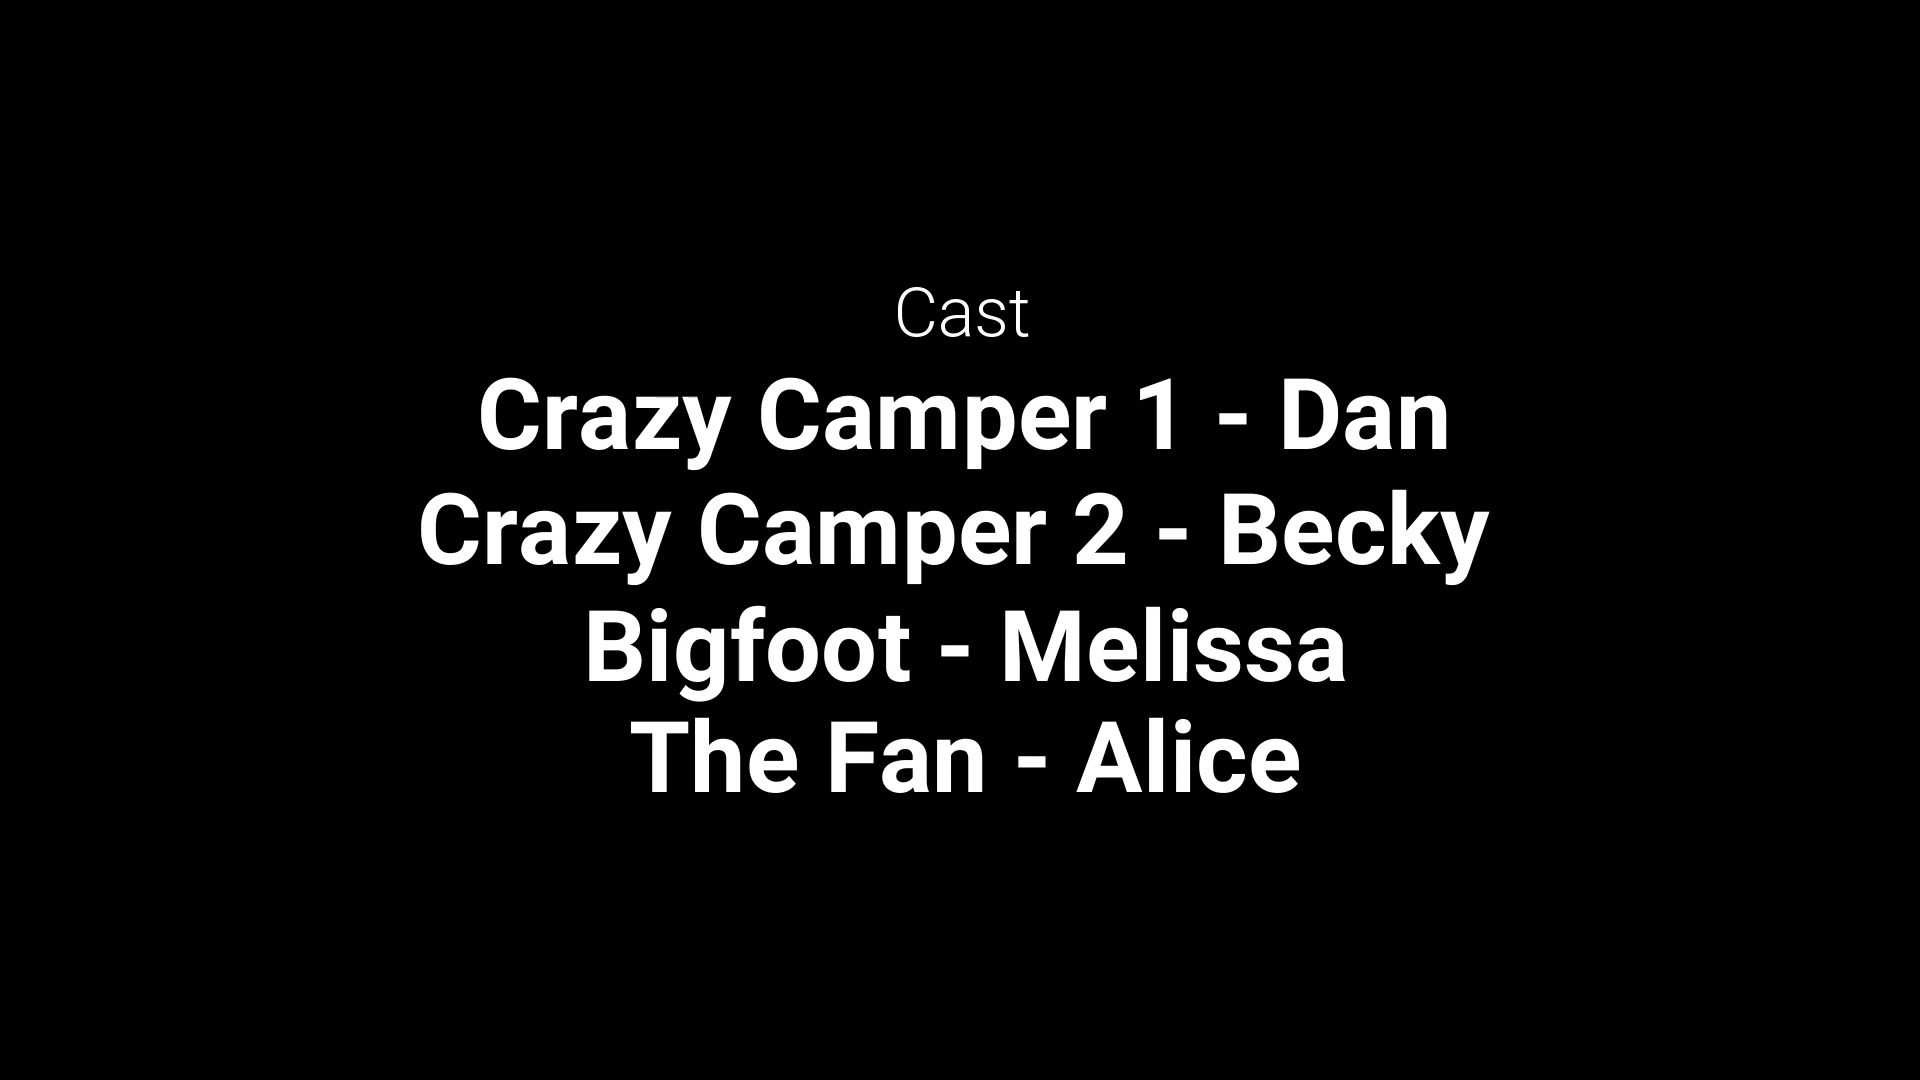 Cast
Crazy Camper 1 - Dan
Crazy Camper 2 - Becky
Bigfoot - Melissa
The Fan - Alice